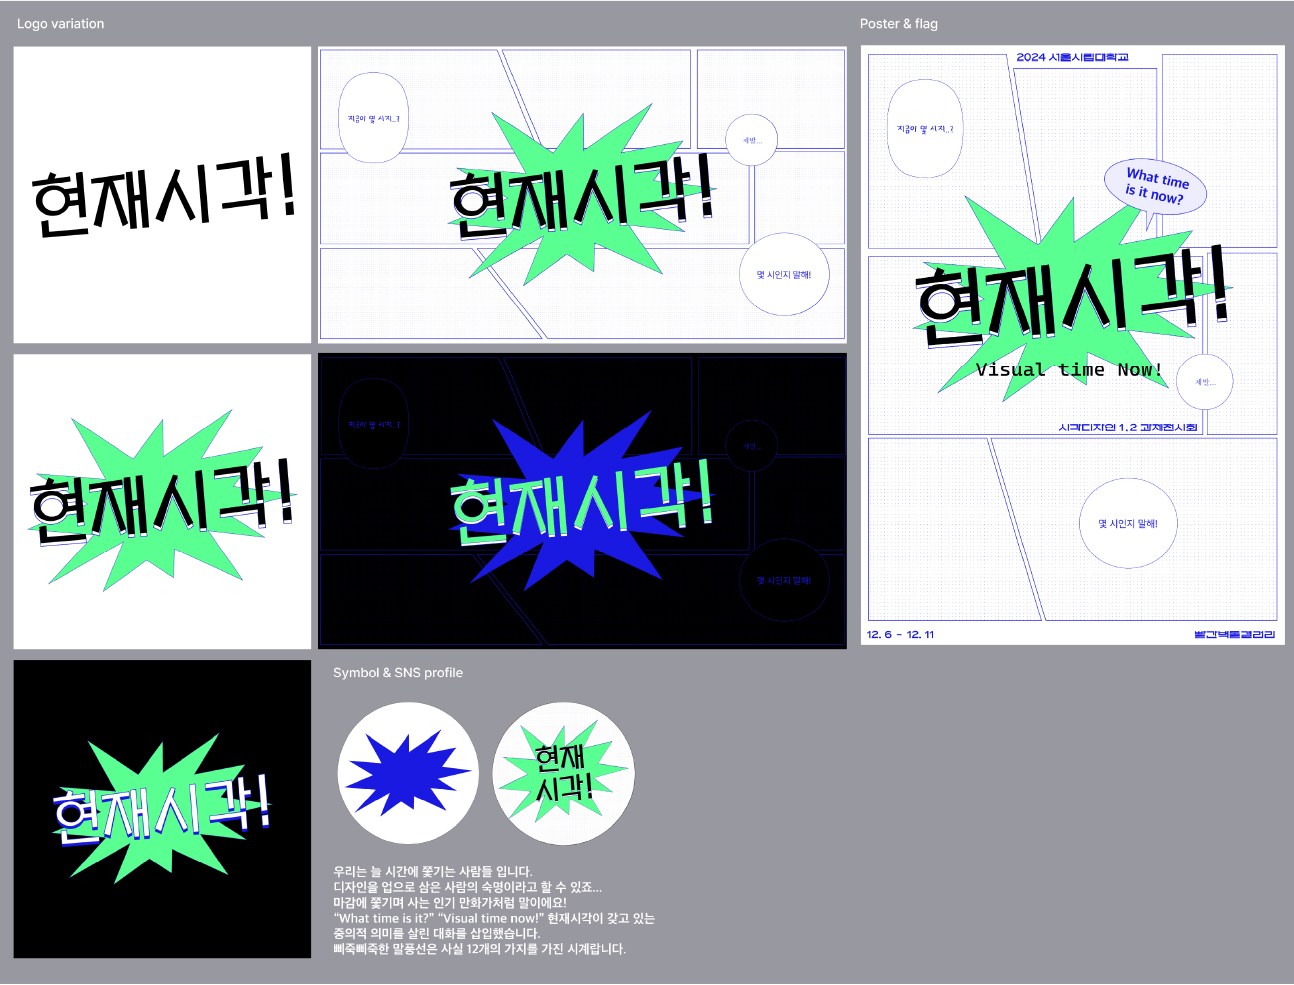 Logo variation
현재시각!
지금이 몇 시지..?
제발...
현재시각!
몇 시인지 말해!
현재시각!
지금이 몇 시지..?
제발...
현재시각!
몇 시인지 말해!
현재시각!
Symbol & SNS profile
현재
시각!
우리는 늘 시간에 쫓기는 사람들 입니다.
디자인을 업으로 삼은 사람의 숙명이라고 할 수 있죠...
마감에 쫓기며 사는 인기 만화가처럼 말이에요!
“What time is it?” “Visual time now!” 현재시각이 갖고 있는
중의적 의미를 살린 대화를 삽입했습니다.
삐죽삐죽한 말풍선은 사실 12개의 가지를 가진 시계랍니다.
Poster & flag
2024 서울시립대학교
지금이 몇 시지..?
What time
is it now?
현재시각!
Visual time Now!
제발...
시각디자인 1,2 과제전시회
몇 시인지 말해!
12. 6 - 12. 11
빨간벽돌갤러리